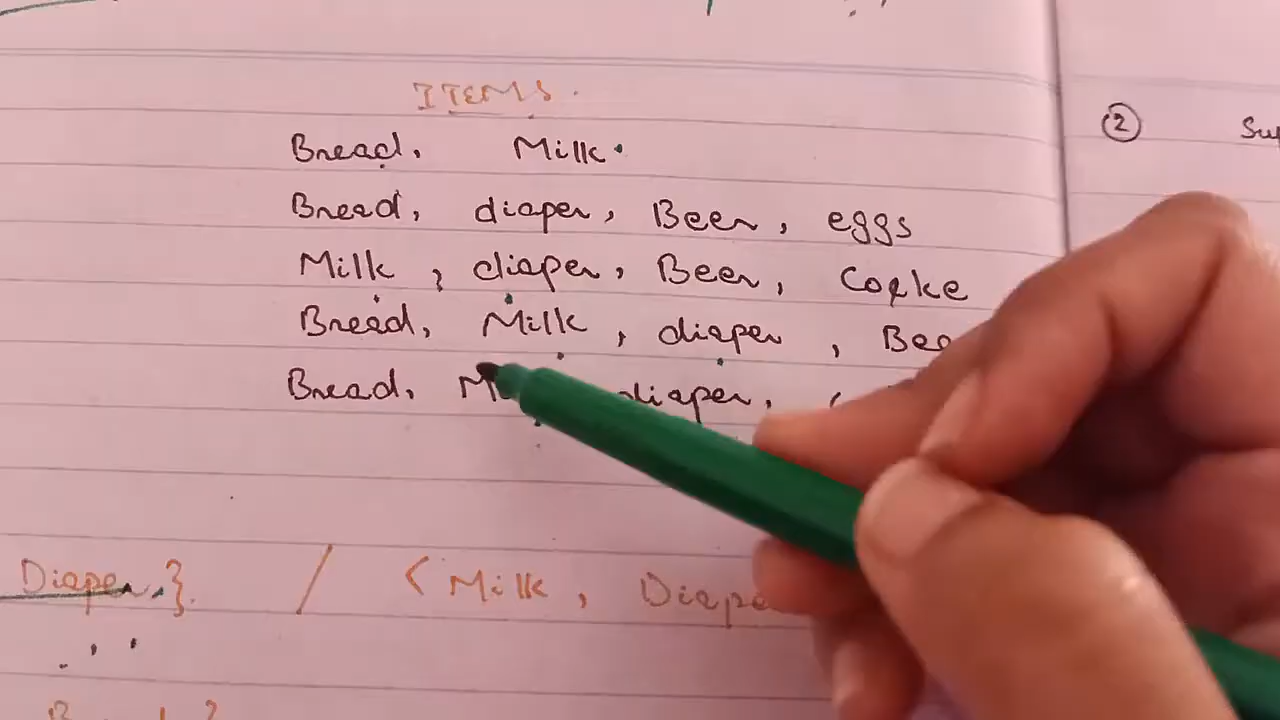 ITEMS.
Bread, Milk.
Bread, diaper, Beer, eggs
Milk, diaper, Beer, Coqke
Bread, Milk, diaper, Bee
Bread, diaper,
②
Diaper,}. / < Milk, Diape